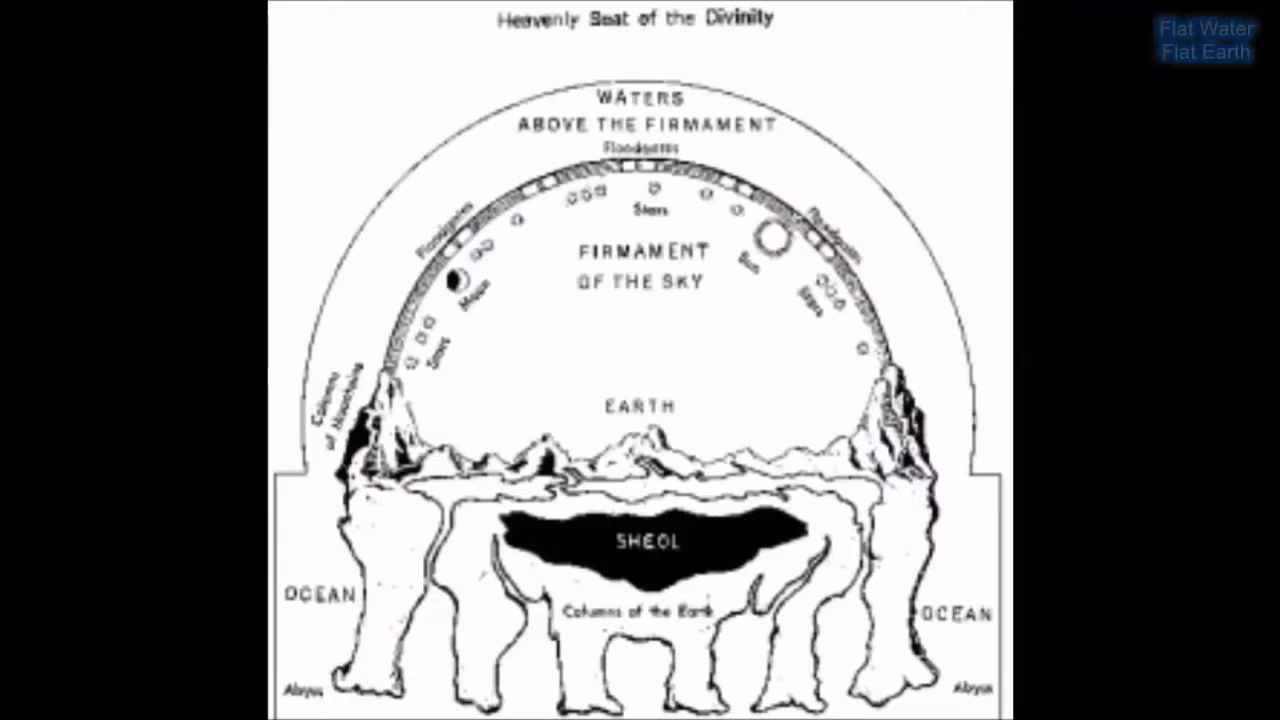 Heavenly Seat of the Divinity
Flat Water
Flat Earth
WATERS
ABOVE THE FIRMAMENT
Floodgates
Floodgates
Floodgates
Stars
FIRMAMENT
OF THE SKY
Sun
Moon
Stars
Stars
Columns
of Mountains
EARTH
SHEOL
OCEAN
Columns of the Earth
OCEAN
Abyss
Abyss